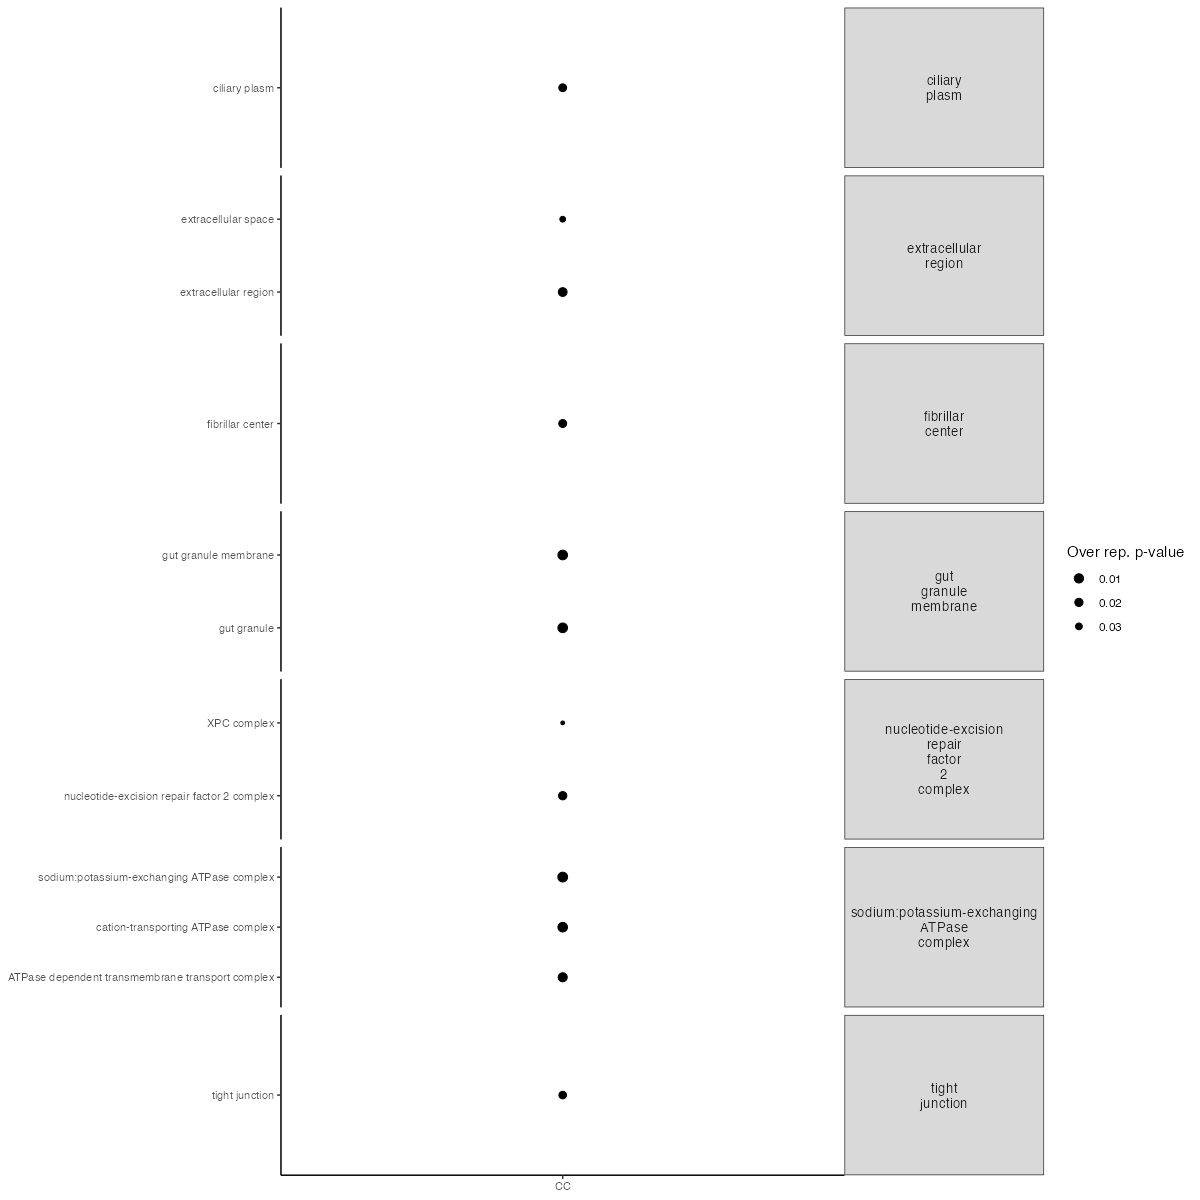 ciliary plasm
ciliary
plasm
extracellular space
extracellular region
extracellular
region
fibrillar center
fibrillar
center
gut granule membrane
gut granule
gut
granule
membrane
Over rep. p-value
0.01
0.02
0.03
XPC complex
nucleotide-excision repair factor 2 complex
nucleotide-excision
repair
factor
2
complex
sodium:potassium-exchanging ATPase complex
cation-transporting ATPase complex
ATPase dependent transmembrane transport complex
sodium:potassium-exchanging
ATPase
complex
tight junction
tight
junction
CC